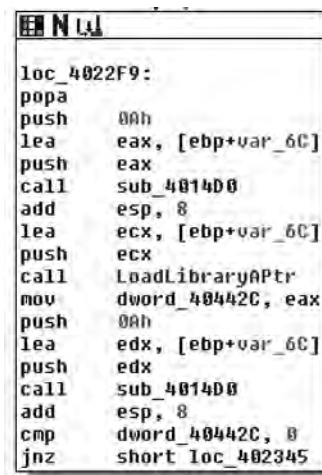 loc_4022F9:
popa
push 0Ah
lea eax, [ebp+var_6C]
push eax
call sub_4014D0
add esp, 8
lea ecx, [ebp+var_6C]
push ecx
call LoadLibraryAPtr
mov dword_40442C, eax
push 0Ah
lea edx, [ebp+var_6C]
push edx
call sub_4014D0
add esp, 8
cmp dword_40442C, 0
jnz short loc_402345